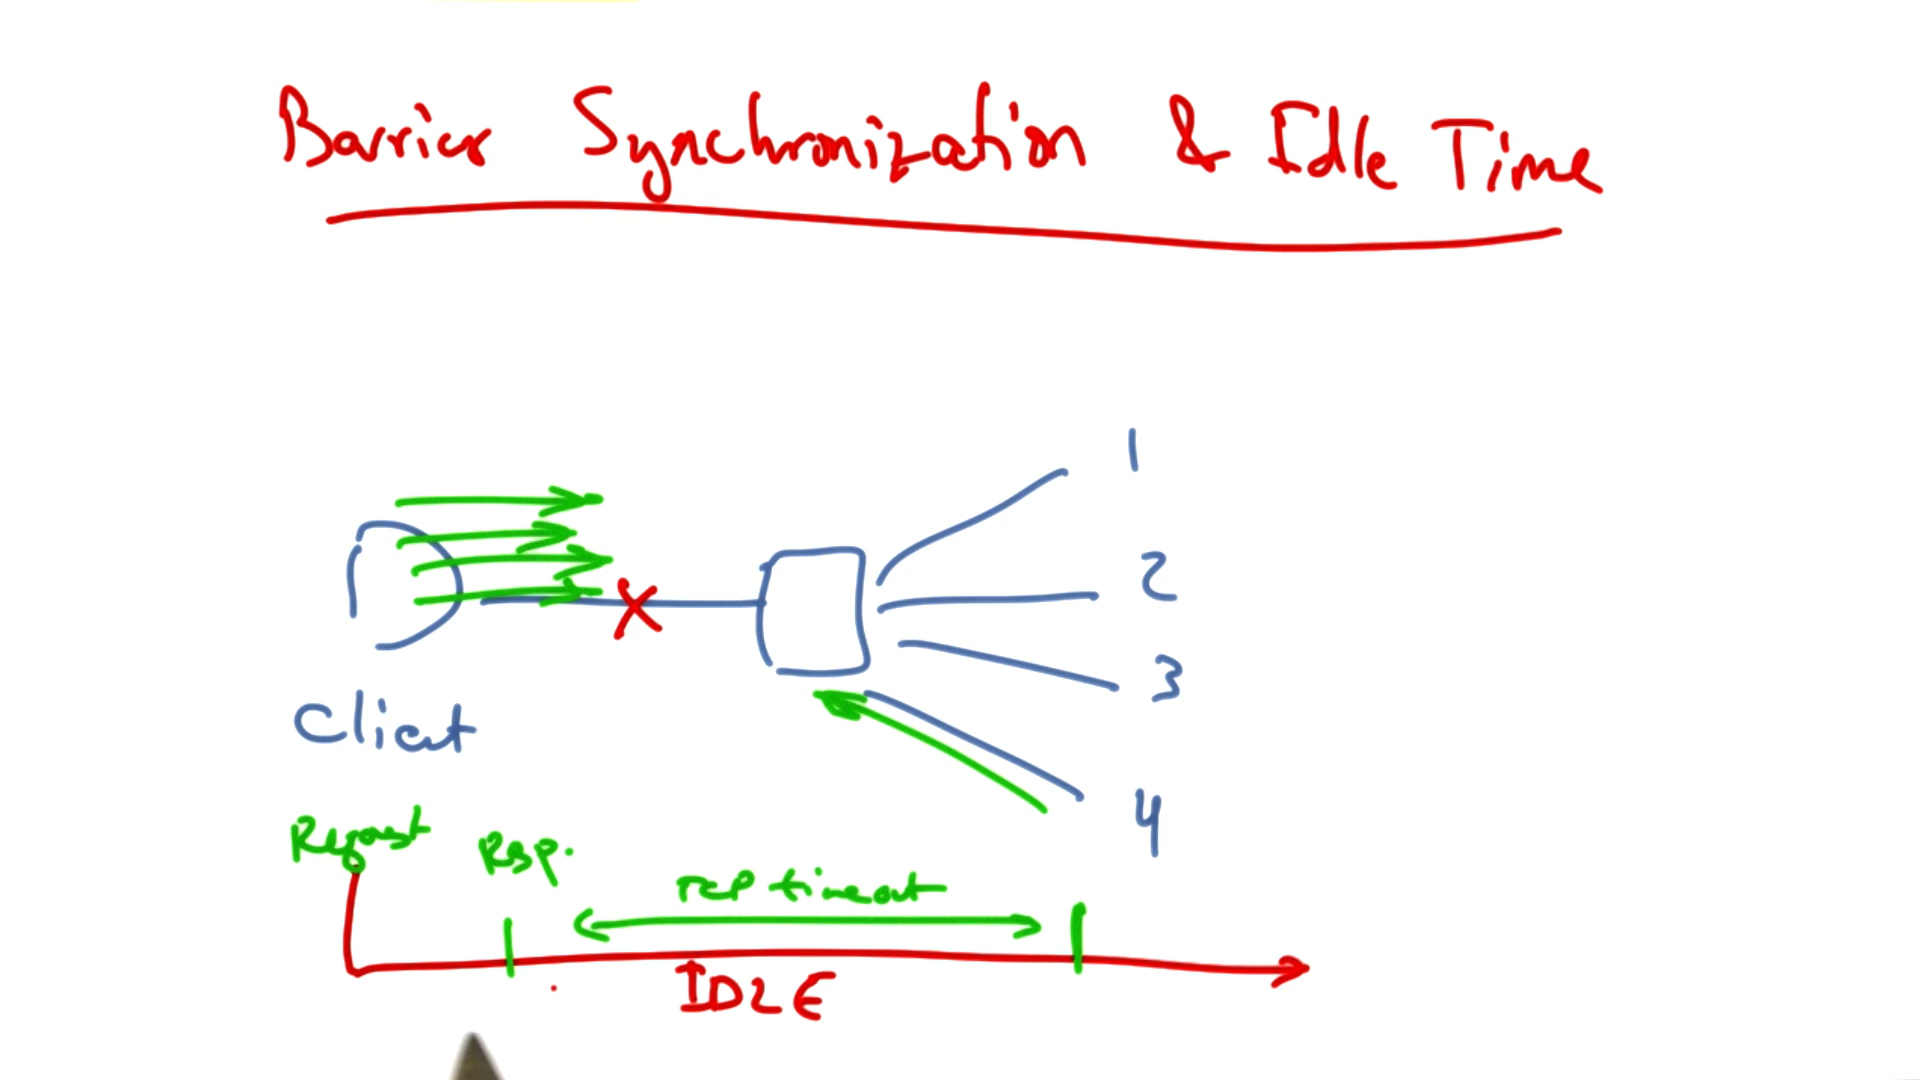 Barrier Synchronization & Idle Time
1
2
3
4
Client
Request
Rsp.
TCP timeout
IDLE